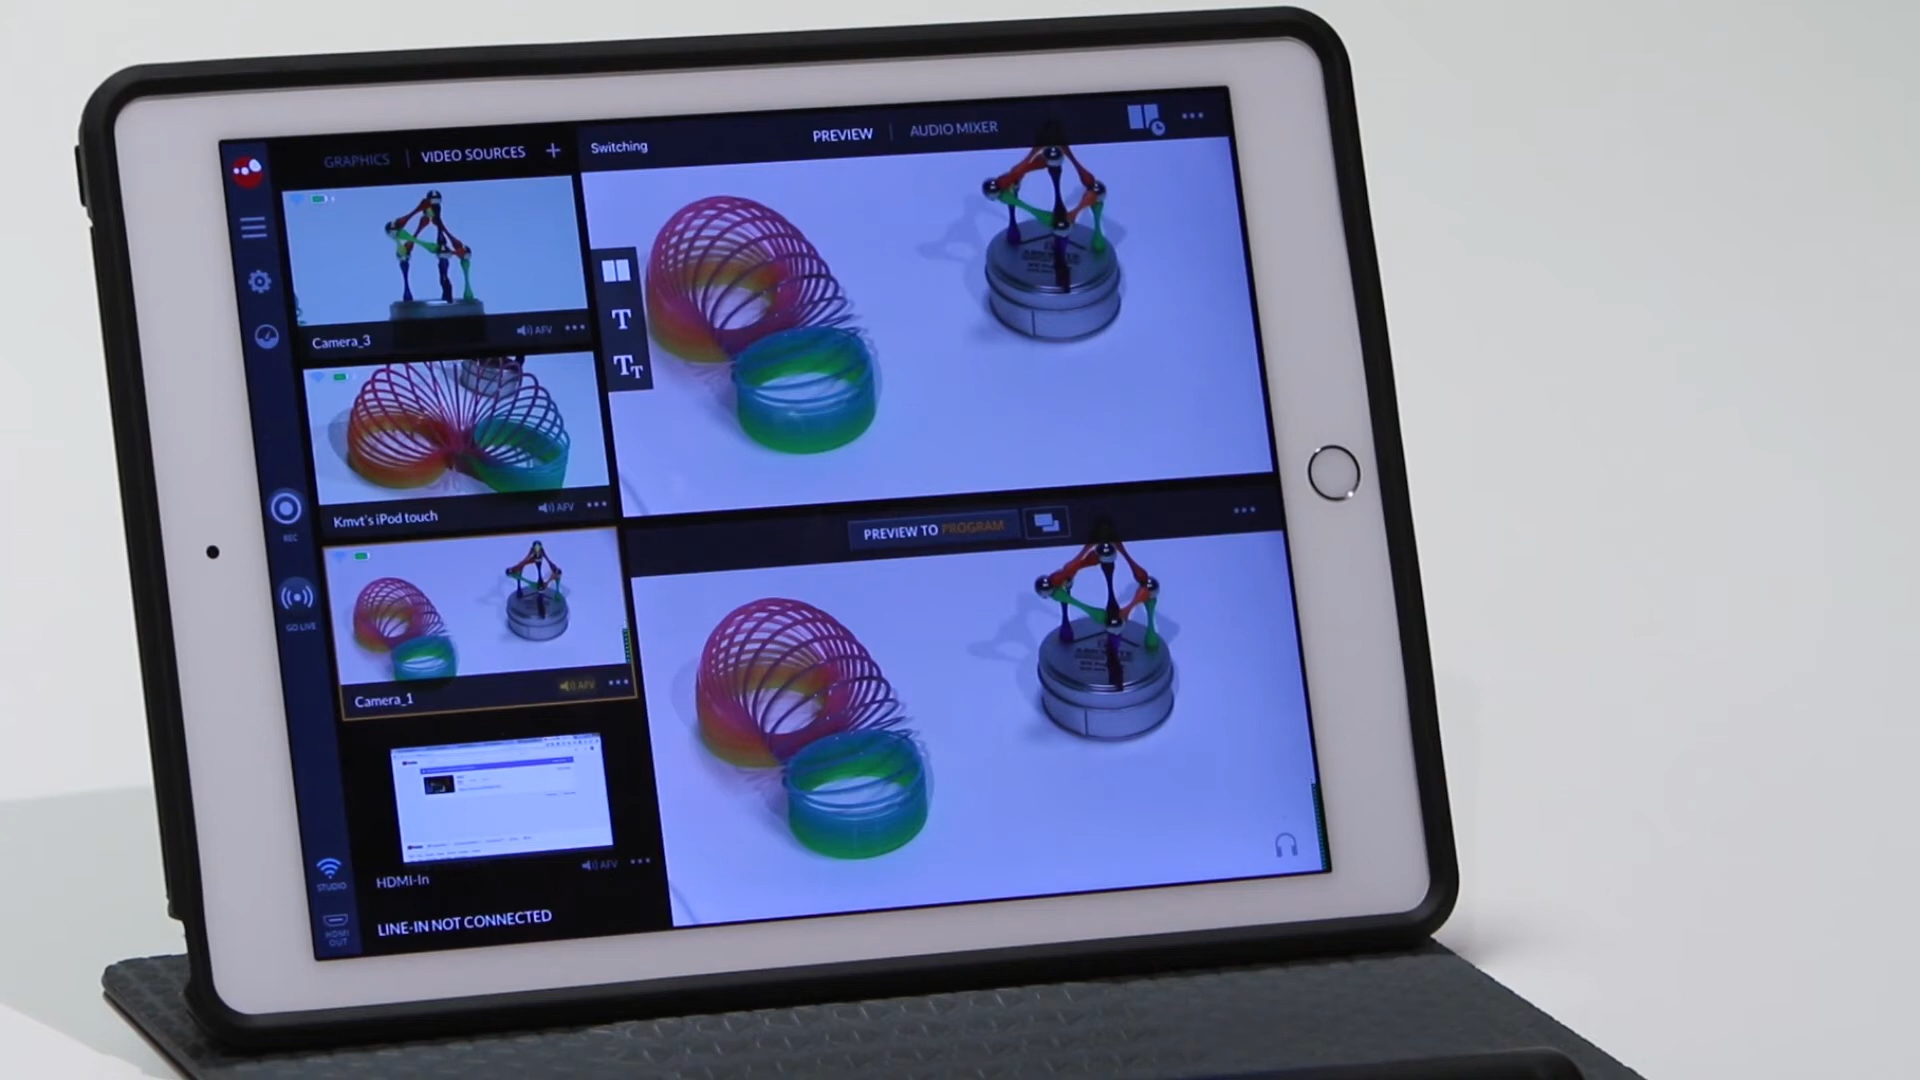 GRAPHICS
VIDEO SOURCES +
Switching
PREVIEW
AUDIO MIXER
Camera_3
AFV
T
TT
Kmvt's iPod touch
AFV
REC
PREVIEW TO PROGRAM
GO LIVE
Camera_1
AFV
HDMI-In
AFV
STUDIO
HDMI
OUT
LINE-IN NOT CONNECTED